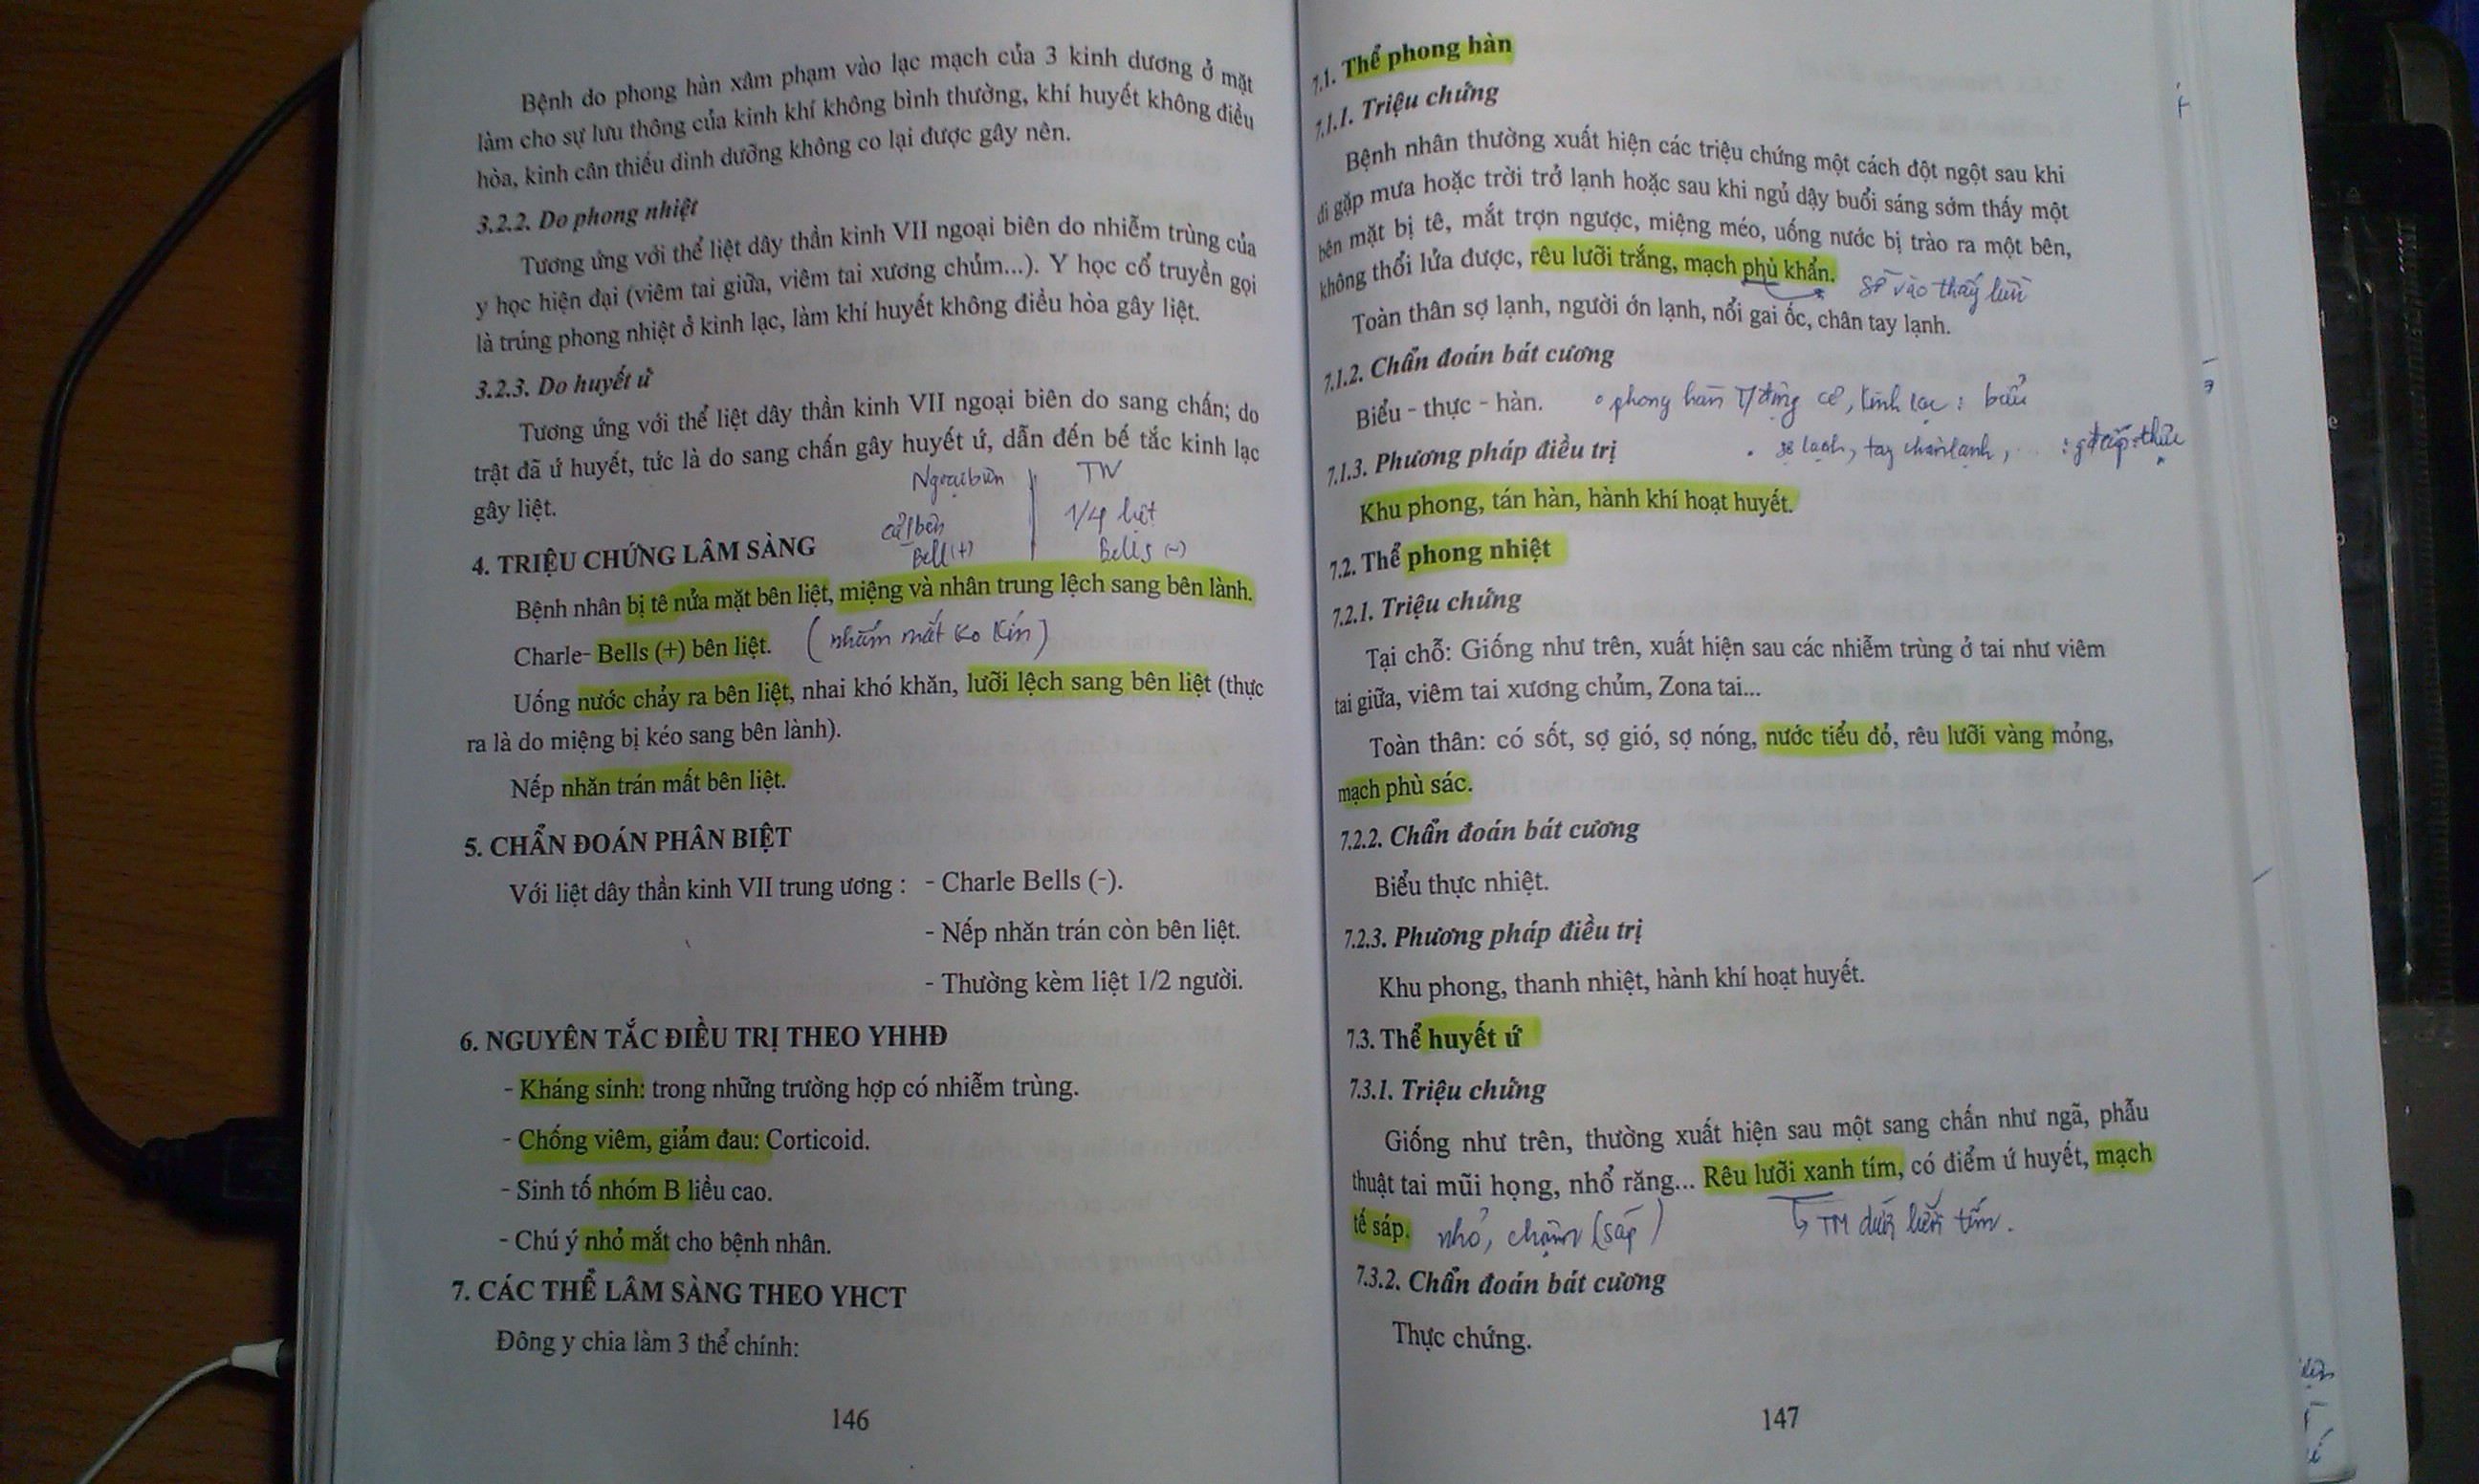 Bệnh do phong hàn xâm phạm vào lạc mạch của 3 kinh dương ở mặt
làm cho sự lưu thông của kinh khí không bình thường, khí huyết không điều
hòa, kinh cân thiếu dinh dưỡng không co lại được gây nên.
3.2.2. Do phong nhiệt
Tương ứng với thể liệt dây thần kinh VII ngoại biên do nhiễm trùng của
y học hiện đại (viêm tai giữa, viêm tai xương chũm...). Y học cổ truyền gọi
là trúng phong nhiệt ở kinh lạc, làm khí huyết không điều hòa gây liệt.
3.2.3. Do huyết ứ
Tương ứng với thể liệt dây thần kinh VII ngoại biên do sang chấn; do
trật đã ứ huyết, tức là do sang chấn gây huyết ứ, dẫn đến bế tắc kinh lạc
gây liệt.
Ngoại biên TW
cả 1 bên 1/4 liệt
Bell (+) Bells (-)
4. TRIỆU CHỨNG LÂM SÀNG
Bệnh nhân bị tê nửa mặt bên liệt, miệng và nhân trung lệch sang bên lành.
Charle- Bells (+) bên liệt. (nhắm mắt ko kín)
Uống nước chảy ra bên liệt, nhai khó khăn, lưỡi lệch sang bên liệt (thực
ra là do miệng bị kéo sang bên lành).
Nếp nhăn trán mất bên liệt.
5. CHẨN ĐOÁN PHÂN BIỆT
Với liệt dây thần kinh VII trung ương : - Charle Bells (-).
- Nếp nhăn trán còn bên liệt.
- Thường kèm liệt 1/2 người.
6. NGUYÊN TẮC ĐIỀU TRỊ THEO YHHĐ
- Kháng sinh: trong những trường hợp có nhiễm trùng.
- Chống viêm, giảm đau: Corticoid.
- Sinh tố nhóm B liều cao.
- Chú ý nhỏ mắt cho bệnh nhân.
7. CÁC THỂ LÂM SÀNG THEO YHCT
Đông y chia làm 3 thể chính:
146
7.1. Thể phong hàn
7.1.1. Triệu chứng
Bệnh nhân thường xuất hiện các triệu chứng một cách đột ngột sau khi
đi gặp mưa hoặc trời trở lạnh hoặc sau khi ngủ dậy buổi sáng sớm thấy một
bên mặt bị tê, mắt trợn ngược, miệng méo, uống nước bị trào ra một bên,
không thổi lửa được, rêu lưỡi trắng, mạch phù khẩn. sờ vào thấy liền
Toàn thân sợ lạnh, người ớn lạnh, nổi gai ốc, chân tay lạnh.
7.1.2. Chẩn đoán bát cương
Biểu - thực - hàn. phong hàn T/động cơ, kinh lạc: biểu
sợ lạnh, tay chân lạnh,
7.1.3. Phương pháp điều trị
Khu phong, tán hàn, hành khí hoạt huyết.
7.2. Thể phong nhiệt
7.2.1. Triệu chứng
Tại chỗ: Giống như trên, xuất hiện sau các nhiễm trùng ở tai như viêm
tai giữa, viêm tai xương chũm, Zona tai...
Toàn thân: có sốt, sợ gió, sợ nóng, nước tiểu đỏ, rêu lưỡi vàng mỏng,
mạch phù sác.
7.2.2. Chẩn đoán bát cương
Biểu thực nhiệt.
7.2.3. Phương pháp điều trị
Khu phong, thanh nhiệt, hành khí hoạt huyết.
7.3. Thể huyết ứ
7.3.1. Triệu chứng
Giống như trên, thường xuất hiện sau một sang chấn như ngã, phẫu
thuật tai mũi họng, nhổ răng... Rêu lưỡi xanh tím, có điểm ứ huyết, mạch
tế sáp. nhỏ, chậm (sáp) TM dưới lưỡi tím.
7.3.2. Chẩn đoán bát cương
Thực chứng.
147